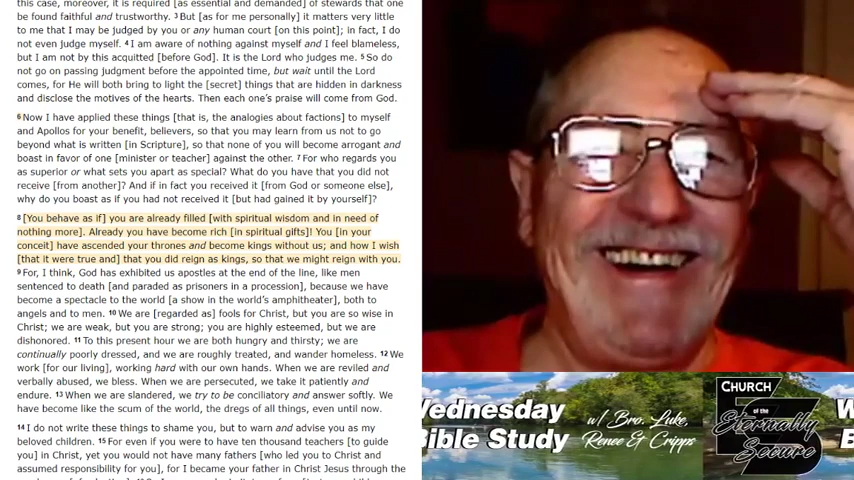 this case, moreover, it is required [as essential and demanded] of stewards that one
be found faithful and trustworthy. 3 But [as for me personally] it matters very little
to me that I may be judged by you or any human court [on this point]; in fact, I do
not even judge myself. 4 I am aware of nothing against myself and I feel blameless,
but I am not by this acquitted [before God]. It is the Lord who judges me. 5 So do
not go on passing judgment before the appointed time, but wait until the Lord
comes, for He will both bring to light the [secret] things that are hidden in darkness
and disclose the motives of the hearts. Then each one's praise will come from God.
6 Now I have applied these things [that is, the analogies about factions] to myself
and Apollos for your benefit, believers, so that you may learn from us not to go
beyond what is written [in Scripture], so that none of you will become arrogant and
boast in favor of one [minister or teacher] against the other. 7 For who regards you
as superior or what sets you apart as special? What do you have that you did not
receive [from another]? And if in fact you received it [from God or someone else],
why do you boast as if you had not received it [but had gained it by yourself]?
8 [You behave as if] you are already filled [with spiritual wisdom and in need of
nothing more]. Already you have become rich [in spiritual gifts]! You [in your
conceit] have ascended your thrones and become kings without us; and how I wish
[that it were true and] that you did reign as kings, so that we might reign with you.
9 For, I think, God has exhibited us apostles at the end of the line, like men
sentenced to death [and paraded as prisoners in a procession], because we have
become a spectacle to the world [a show in the world's amphitheater], both to
angels and to men. 10 We are [regarded as] fools for Christ, but you are so wise in
Christ; we are weak, but you are strong; you are highly esteemed, but we are
dishonored. 11 To this present hour we are both hungry and thirsty; we are
continually poorly dressed, and we are roughly treated, and wander homeless. 12 We
work [for our living], working hard with our own hands. When we are reviled and
verbally abused, we bless. When we are persecuted, we take it patiently and
endure. 13 When we are slandered, we try to be conciliatory and answer softly. We
have become like the scum of the world, the dregs of all things, even until now.
14 I do not write these things to shame you, but to warn and advise you as my
beloved children. 15 For even if you were to have ten thousand teachers [to guide
you] in Christ, yet you would not have many fathers [who led you to Christ and
assumed responsibility for you], for I became your father in Christ Jesus through the
Wednesday
Bible Study
w/ Bro. Luke,
Renee & Cripps
Church
of the
Eternally
Secure
W
B